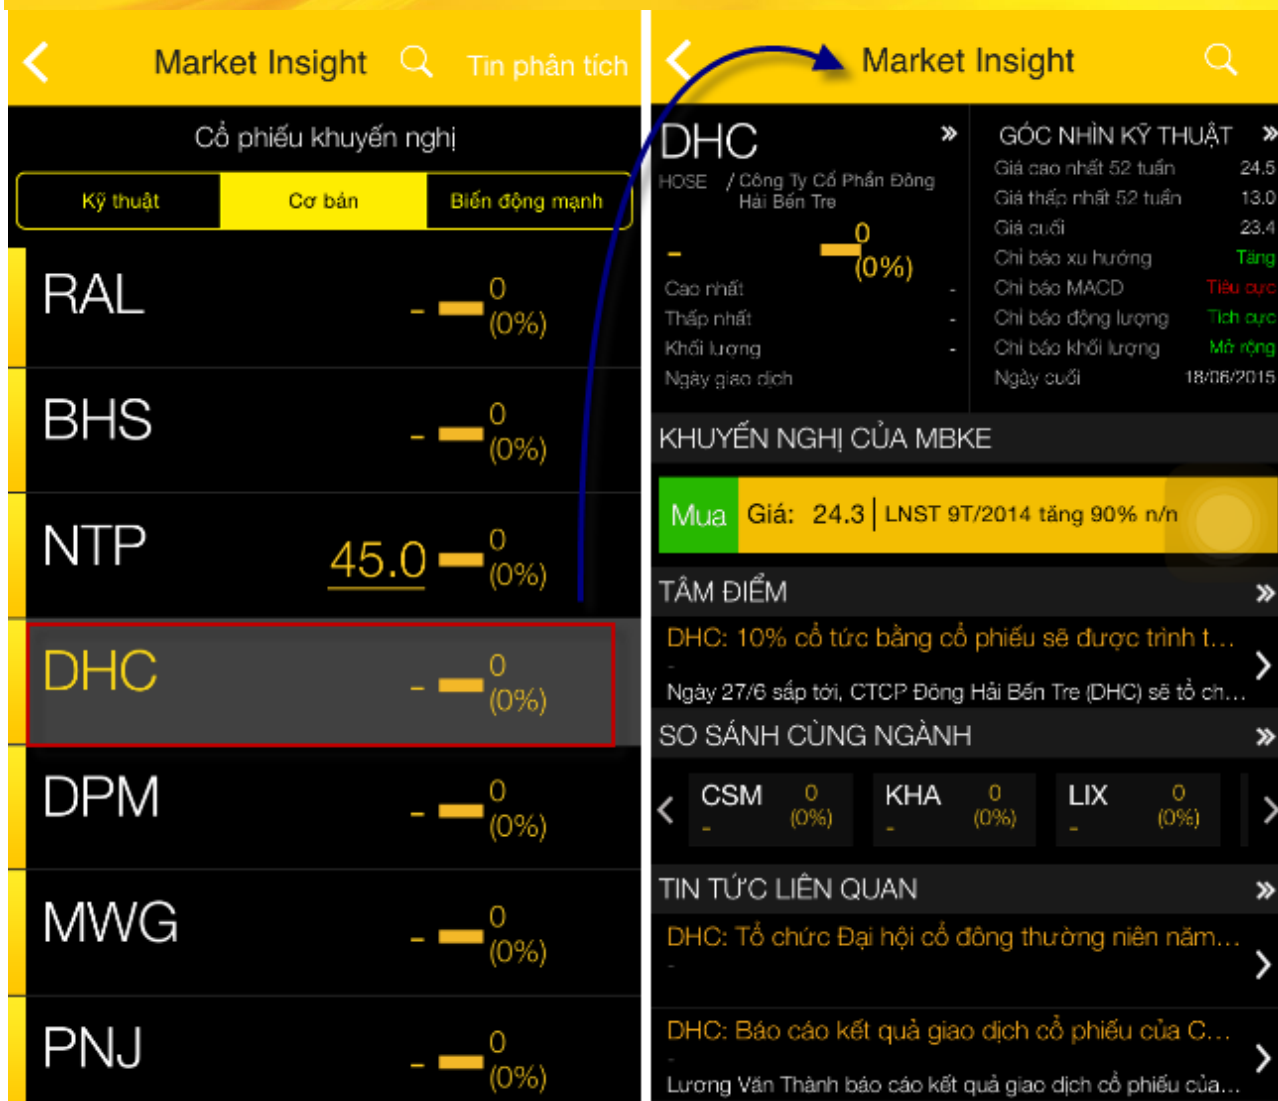 Market Insight
Tin phân tích
Cổ phiếu khuyến nghị
Kỹ thuật
Cơ bản
Biến động mạnh
RAL
-
0
(0%)
BHS
-
0
(0%)
NTP
45.0
0
(0%)
DHC
-
0
(0%)
DPM
-
0
(0%)
MWG
-
0
(0%)
PNJ
-
0
(0%)
Market Insight
DHC
»
HOSE / Công Ty Cổ Phần Đông
Hải Bến Tre
-
0
(0%)
Cao nhất -
Thấp nhất -
Khối lượng -
Ngày giao dịch
GÓC NHÌN KỸ THUẬT »
Giá cao nhất 52 tuần 24.5
Giá thấp nhất 52 tuần 13.0
Giá cuối 23.4
Chỉ báo xu hướng Tăng
Chỉ báo MACD Tiêu cực
Chỉ báo động lượng Tích cực
Chỉ báo khối lượng Mở rộng
Ngày cuối 18/06/2015
KHUYẾN NGHỊ CỦA MBKE
Mua Giá: 24.3 | LNST 9T/2014 tăng 90% n/n
TÂM ĐIỂM »
DHC: 10% cổ tức bằng cổ phiếu sẽ được trình t...
-
Ngày 27/6 sắp tới, CTCP Đông Hải Bến Tre (DHC) sẽ tổ ch...
SO SÁNH CÙNG NGÀNH »
CSM
0
(0%)
-
KHA
0
(0%)
-
LIX
0
(0%)
-
TIN TỨC LIÊN QUAN »
DHC: Tổ chức Đại hội cổ đông thường niên năm...
-
DHC: Báo cáo kết quả giao dịch cổ phiếu của C...
-
Lương Văn Thành báo cáo kết quả giao dịch cổ phiếu của...